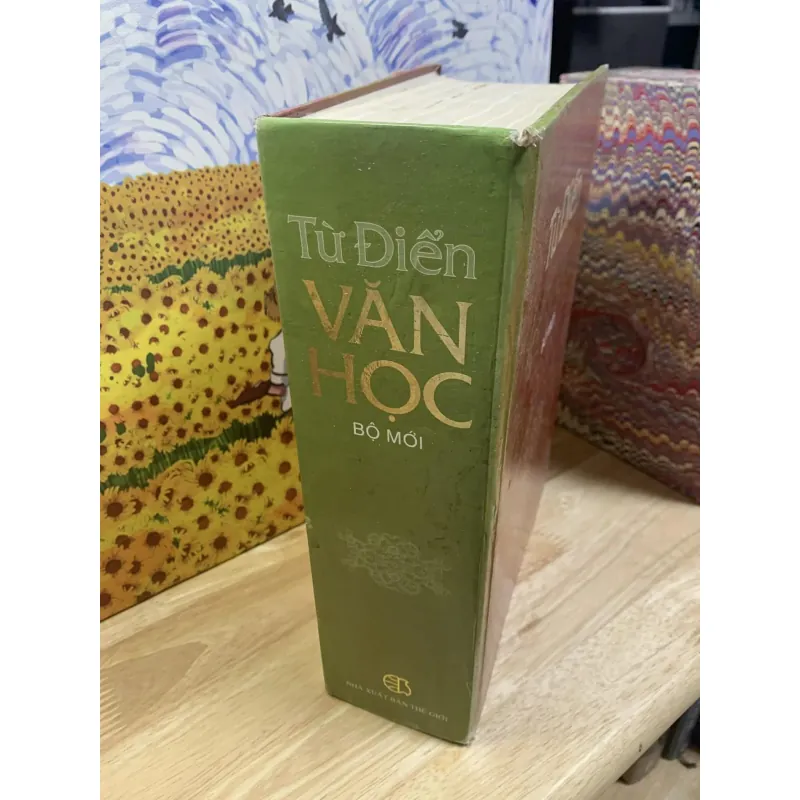 Từ Điển
VĂN
HỌC
BỘ MỚI
NHÀ XUẤT BẢN THẾ GIỚI